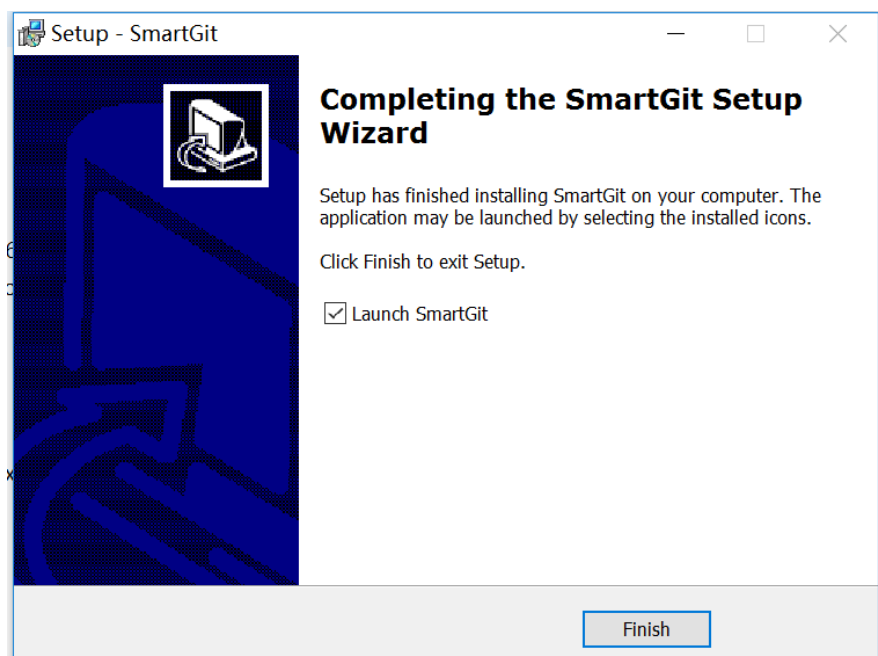 Setup - SmartGit
Completing the SmartGit Setup
Wizard
Setup has finished installing SmartGit on your computer. The
application may be launched by selecting the installed icons.
Click Finish to exit Setup.
Launch SmartGit
Finish